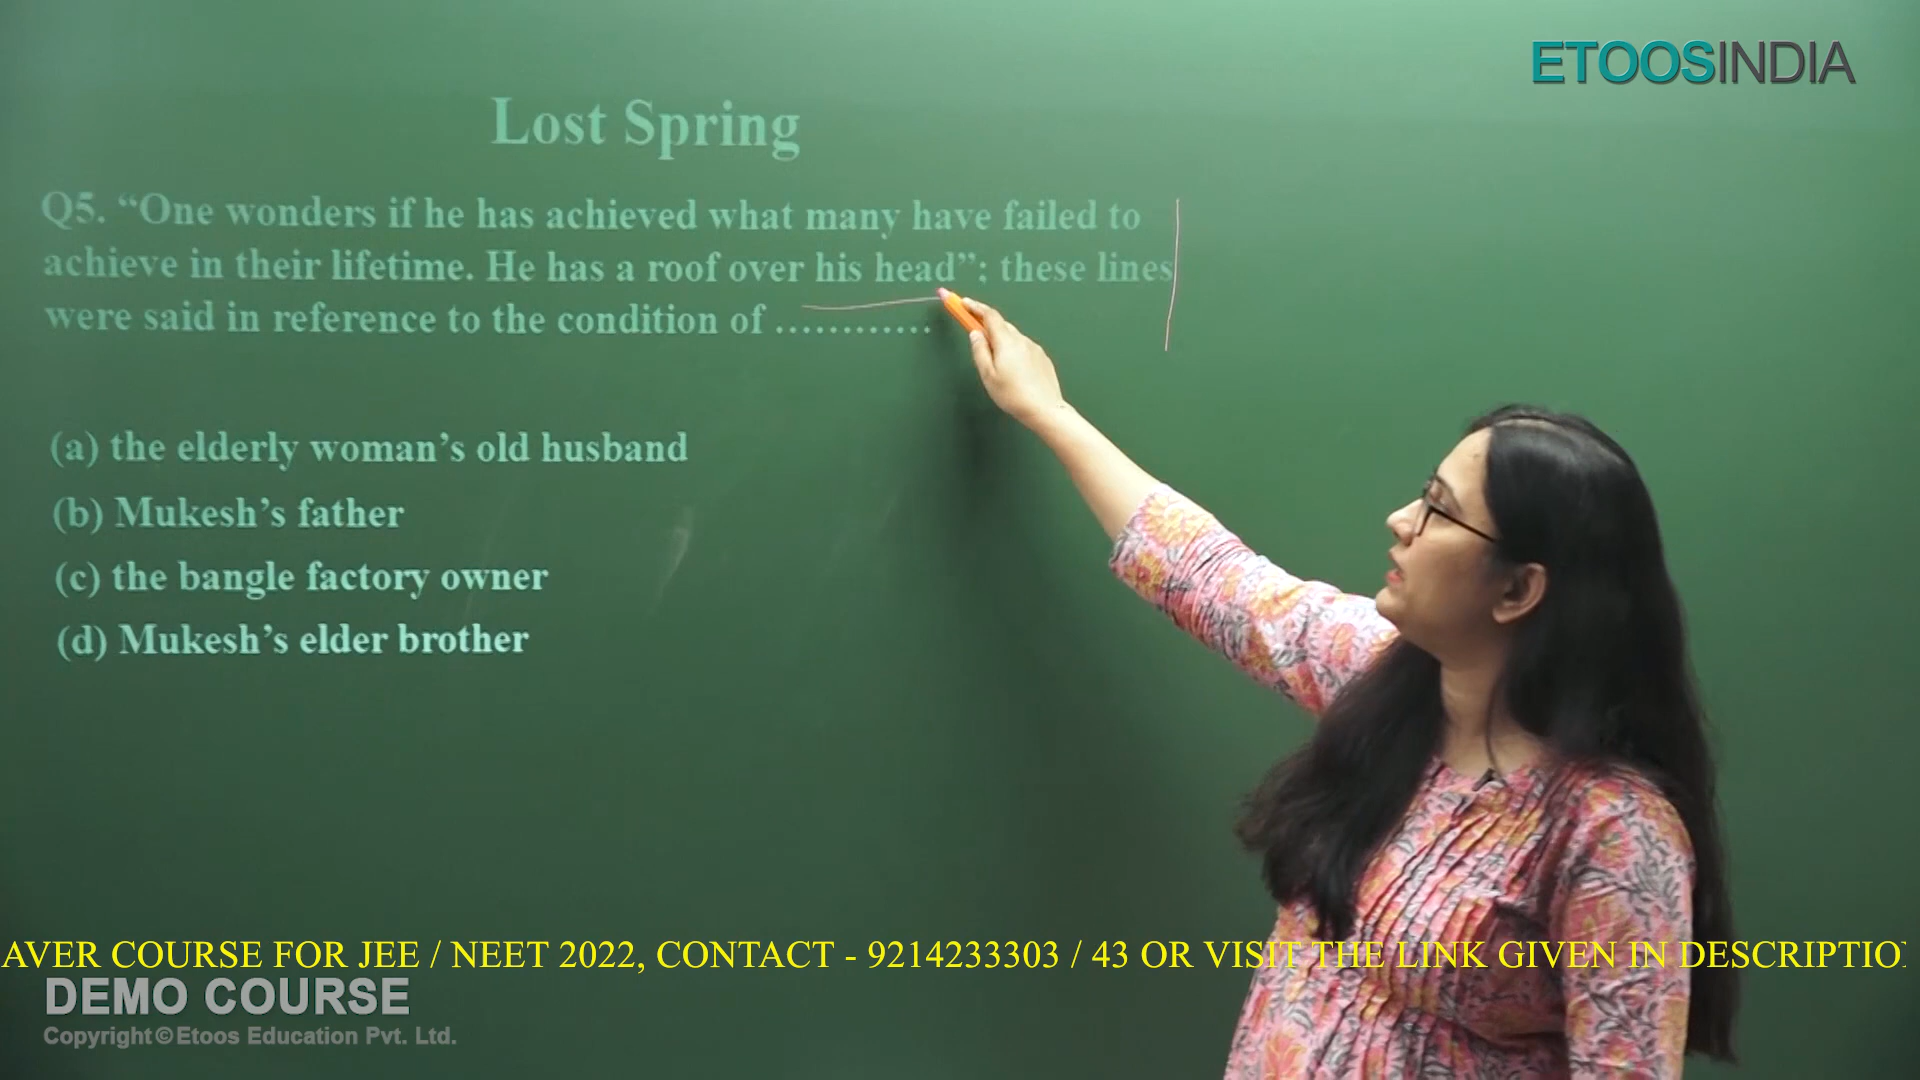 ETOOSINDIA
Lost Spring
Q5. “One wonders if he has achieved what many have failed to
achieve in their lifetime. He has a roof over his head”; these lines
were said in reference to the condition of ............
(a) the elderly woman’s old husband
(b) Mukesh’s father
(c) the bangle factory owner
(d) Mukesh’s elder brother
AVER COURSE FOR JEE / NEET 2022, CONTACT - 9214233303 / 43 OR VISIT THE LINK GIVEN IN DESCRIPTIO
DEMO COURSE
Copyright © Etoos Education Pvt. Ltd.